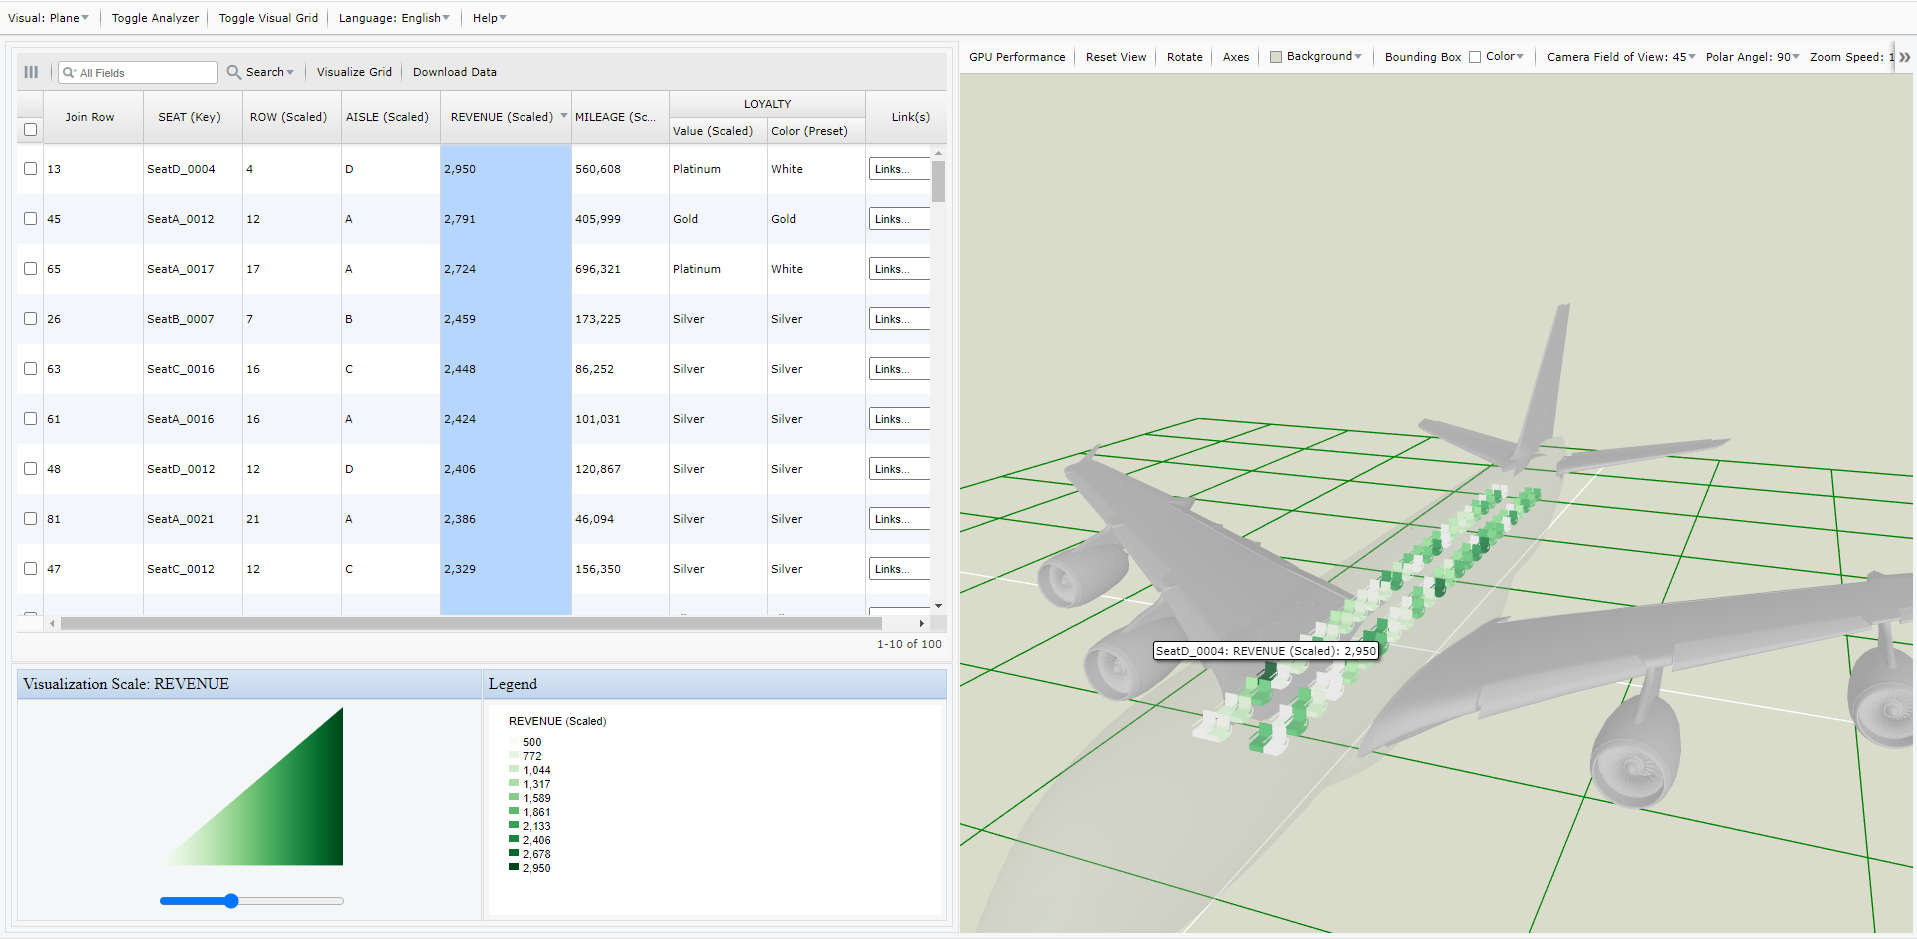 Visual: Plane Toggle Analyzer Toggle Visual Grid Language: English Help
All Fields Search Visualize Grid Download Data
Join Row SEAT (Key) ROW (Scaled) AISLE (Scaled) REVENUE (Scaled) MILEAGE (Sc... LOYALTY Link(s)
Value (Scaled) Color (Preset)
13 SeatD_0004 4 D 2,950 560,608 Platinum White Links...
45 SeatA_0012 12 A 2,791 405,999 Gold Gold Links...
65 SeatA_0017 17 A 2,724 696,321 Platinum White Links...
26 SeatB_0007 7 B 2,459 173,225 Silver Silver Links...
63 SeatC_0016 16 C 2,448 86,252 Silver Silver Links...
61 SeatA_0016 16 A 2,424 101,031 Silver Silver Links...
48 SeatD_0012 12 D 2,406 120,867 Silver Silver Links...
81 SeatA_0021 21 A 2,386 46,094 Silver Silver Links...
47 SeatC_0012 12 C 2,329 156,350 Silver Silver Links...
1-10 of 100
Visualization Scale: REVENUE
Legend
REVENUE (Scaled)
500
772
1,044
1,317
1,589
1,861
2,133
2,406
2,678
2,950
GPU Performance Reset View Rotate Axes Background Bounding Box Color Camera Field of View: 45 Polar Angel: 90 Zoom Speed: 1
SeatD_0004: REVENUE (Scaled): 2,950